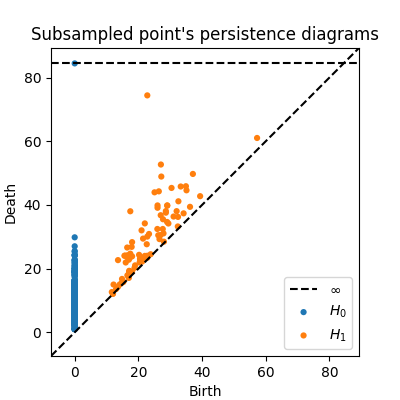 Subsampled point's persistence diagrams
Death
80
60
40
20
0
∞
H₀
H₁
0 20 40 60 80
Birth